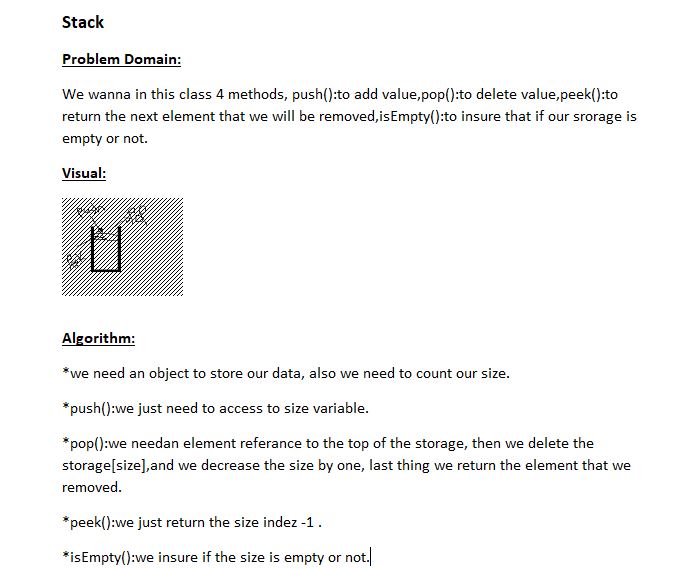 Stack
Problem Domain:
We wanna in this class 4 methods, push():to add value,pop():to delete value,peek():to
return the next element that we will be removed,isEmpty():to insure that if our srorage is
empty or not.
Visual:
push
Algorithm:
*we need an object to store our data, also we need to count our size.
*push():we just need to access to size variable.
*pop():we needan element referance to the top of the storage, then we delete the
storage[size],and we decrease the size by one, last thing we return the element that we
removed.
*peek():we just return the size indez -1 .
*isEmpty():we insure if the size is empty or not.